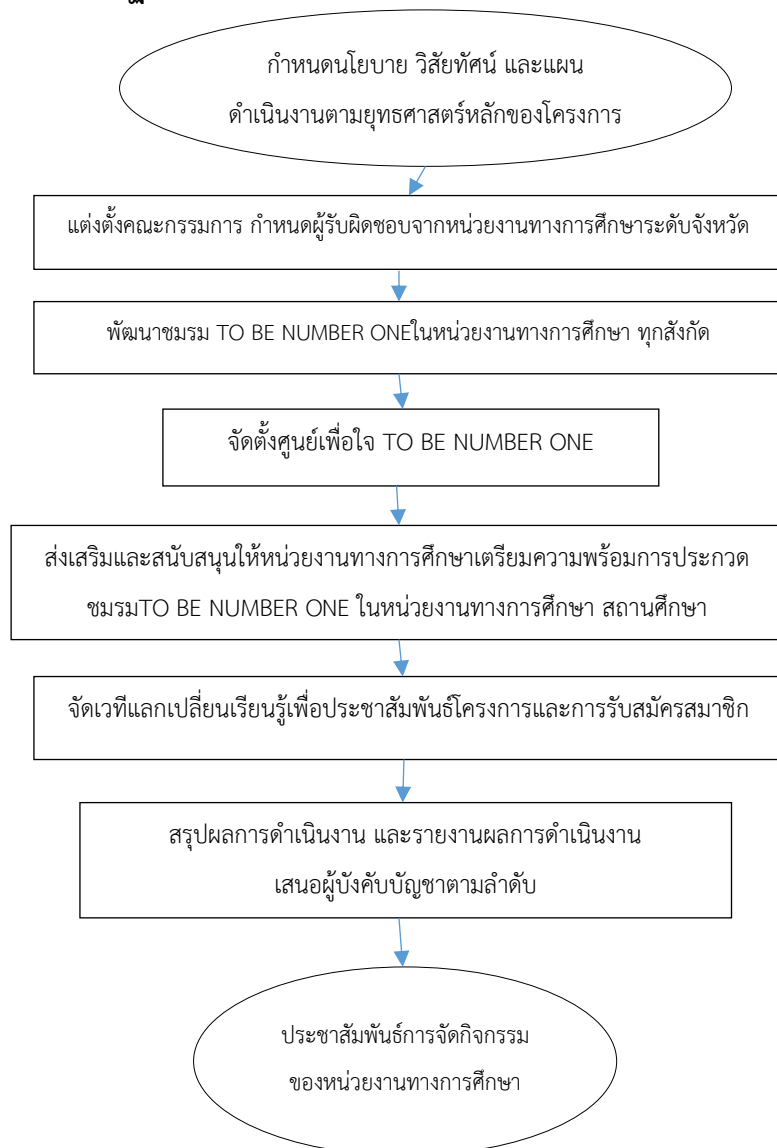 กำหนดนโยบาย วิสัยทัศน์ และแผน
ดำเนินงานตามยุทธศาสตร์หลักของโครงการ
แต่งตั้งคณะกรรมการ กำหนดผู้รับผิดชอบจากหน่วยงานทางการศึกษาระดับจังหวัด
พัฒนาชมรม TO BE NUMBER ONEในหน่วยงานทางการศึกษา ทุกสังกัด
จัดตั้งศูนย์เพื่อใจ TO BE NUMBER ONE
ส่งเสริมและสนับสนุนให้หน่วยงานทางการศึกษาเตรียมความพร้อมการประกวด
ชมรมTO BE NUMBER ONE ในหน่วยงานทางการศึกษา สถานศึกษา
จัดเวทีแลกเปลี่ยนเรียนรู้เพื่อประชาสัมพันธ์โครงการและการรับสมัครสมาชิก
สรุปผลการดำเนินงาน และรายงานผลการดำเนินงาน
เสนอผู้บังคับบัญชาตามลำดับ
ประชาสัมพันธ์การจัดกิจกรรม
ของหน่วยงานทางการศึกษา